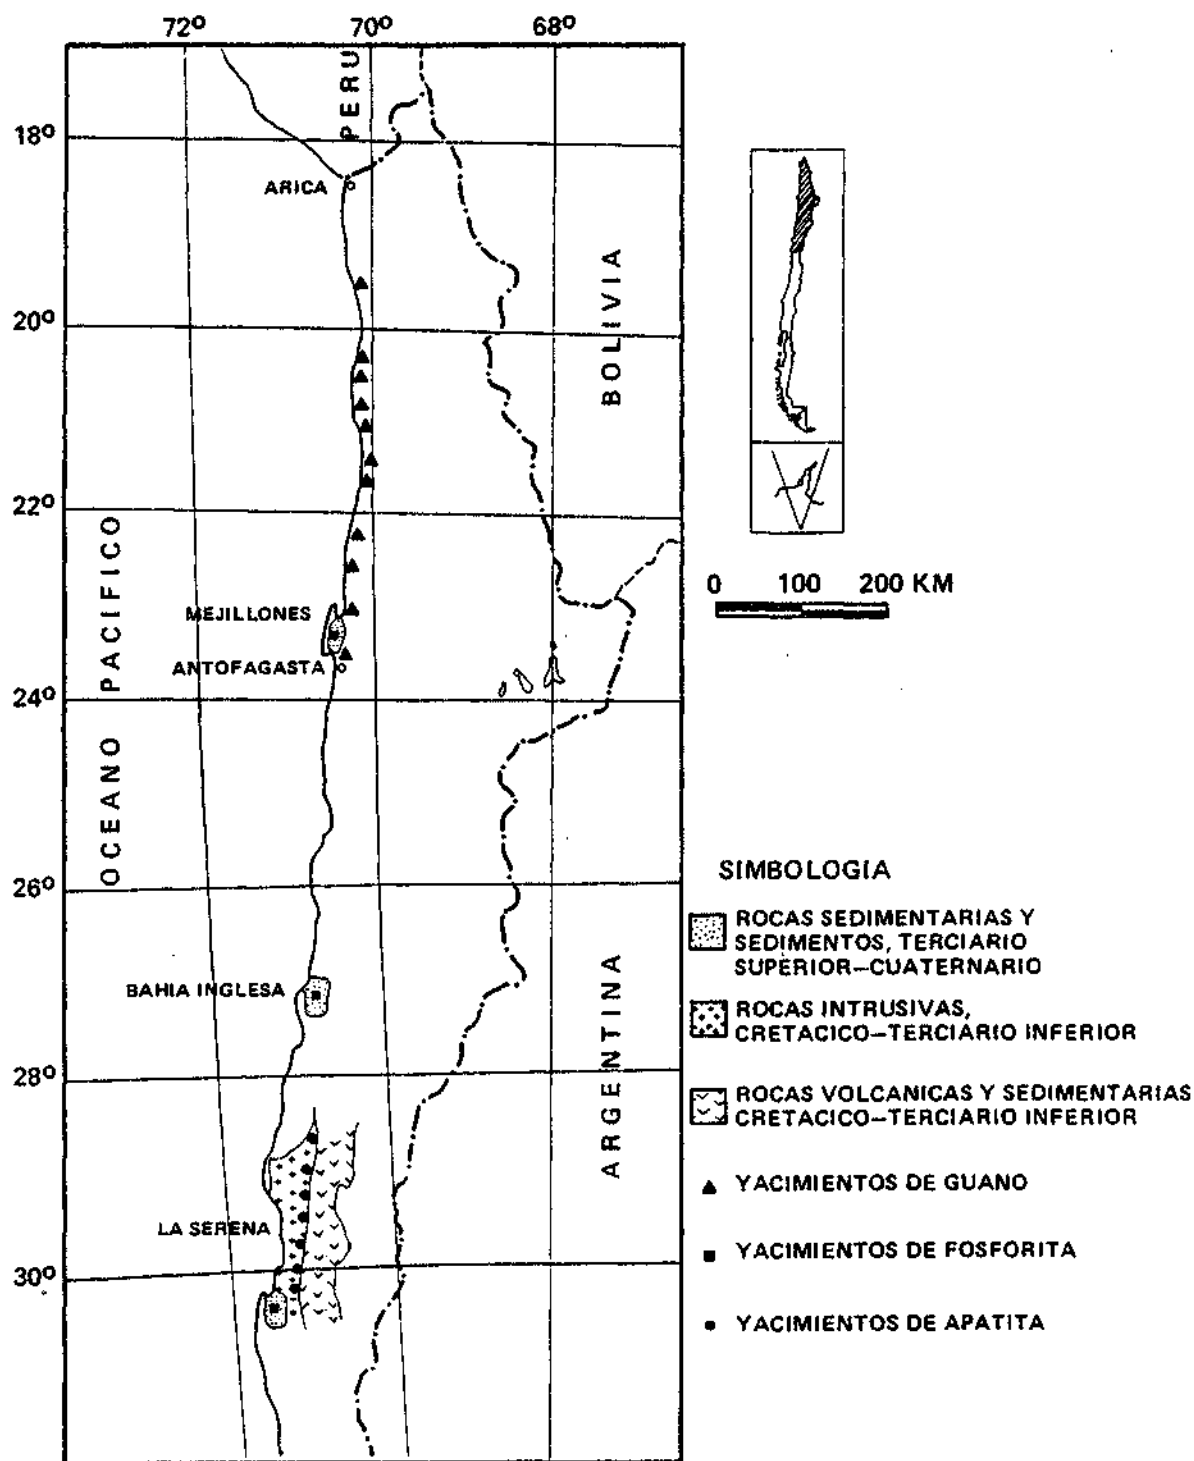 72º 70º 68º
PERU
18º
ARICA
BOLIVIA
20º
22º
OCEANO PACIFICO
MEJILLONES
ANTOFAGASTA
24º
26º
BAHIA INGLESA
ARGENTINA
28º
LA SERENA
30º
0 100 200 KM
SIMBOLOGIA
ROCAS SEDIMENTARIAS Y
SEDIMENTOS, TERCIARIO
SUPERIOR–CUATERNARIO
ROCAS INTRUSIVAS,
CRETACICO–TERCIARIO INFERIOR
ROCAS VOLCANICAS Y SEDIMENTARIAS
CRETACICO–TERCIARIO INFERIOR
YACIMIENTOS DE GUANO
YACIMIENTOS DE FOSFORITA
YACIMIENTOS DE APATITA